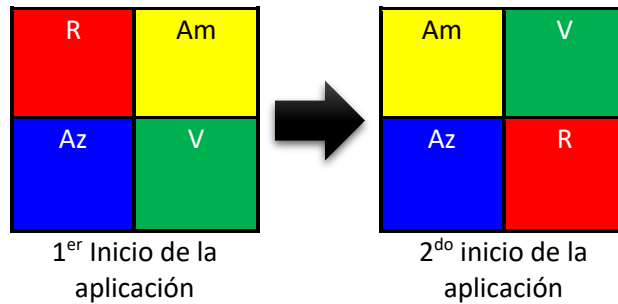 R Am Am V
Az V Az R
1er Inicio de la 2do inicio de la
aplicación aplicación